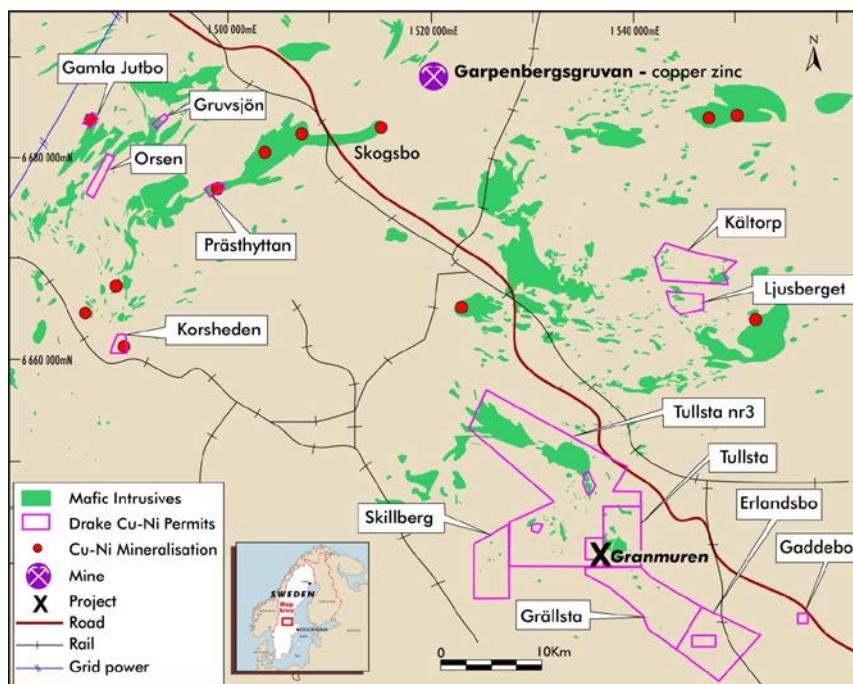 1 500 000mE
1 520 000mE
1 540 000mE
Gamla Jutbo
Garpenbergsgruvan - copper zinc
N
Gruvsjön
Orsen
Skogsbo
6 680 000mN
Prästhyttan
Kältorp
Ljusberget
Korsheden
6 660 000mN
Tullsta nr3
Tullsta
Erlandsbo
Skillberg
Granmuren
Gaddebo
Grällsta
Mafic Intrusives
Drake Cu-Ni Permits
Cu-Ni Mineralisation
Mine
X Project
Road
Rail
Grid power
SWEDEN
Map
Area
STOCKHOLM
0 10Km